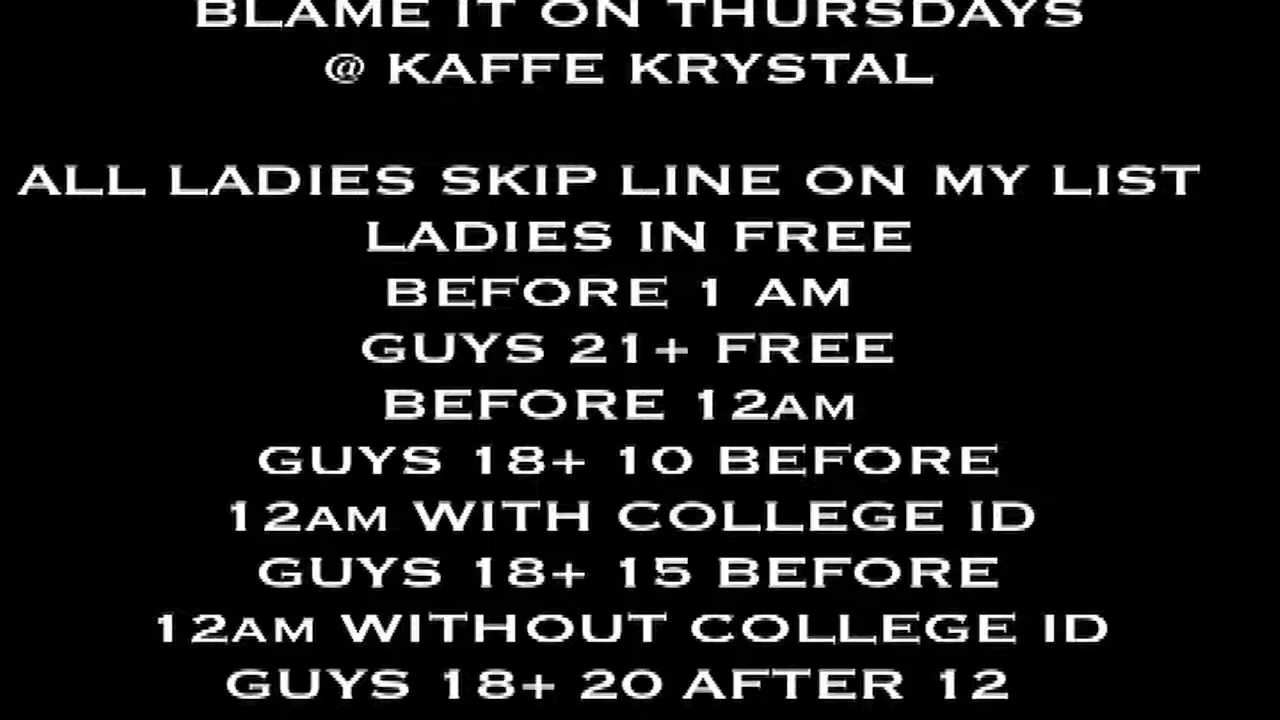 BLAME IT ON THURSDAYS
@ KAFFE KRYSTAL
ALL LADIES SKIP LINE ON MY LIST
LADIES IN FREE
BEFORE 1 AM
GUYS 21+ FREE
BEFORE 12AM
GUYS 18+ 10 BEFORE
12AM WITH COLLEGE ID
GUYS 18+ 15 BEFORE
12AM WITHOUT COLLEGE ID
GUYS 18+ 20 AFTER 12